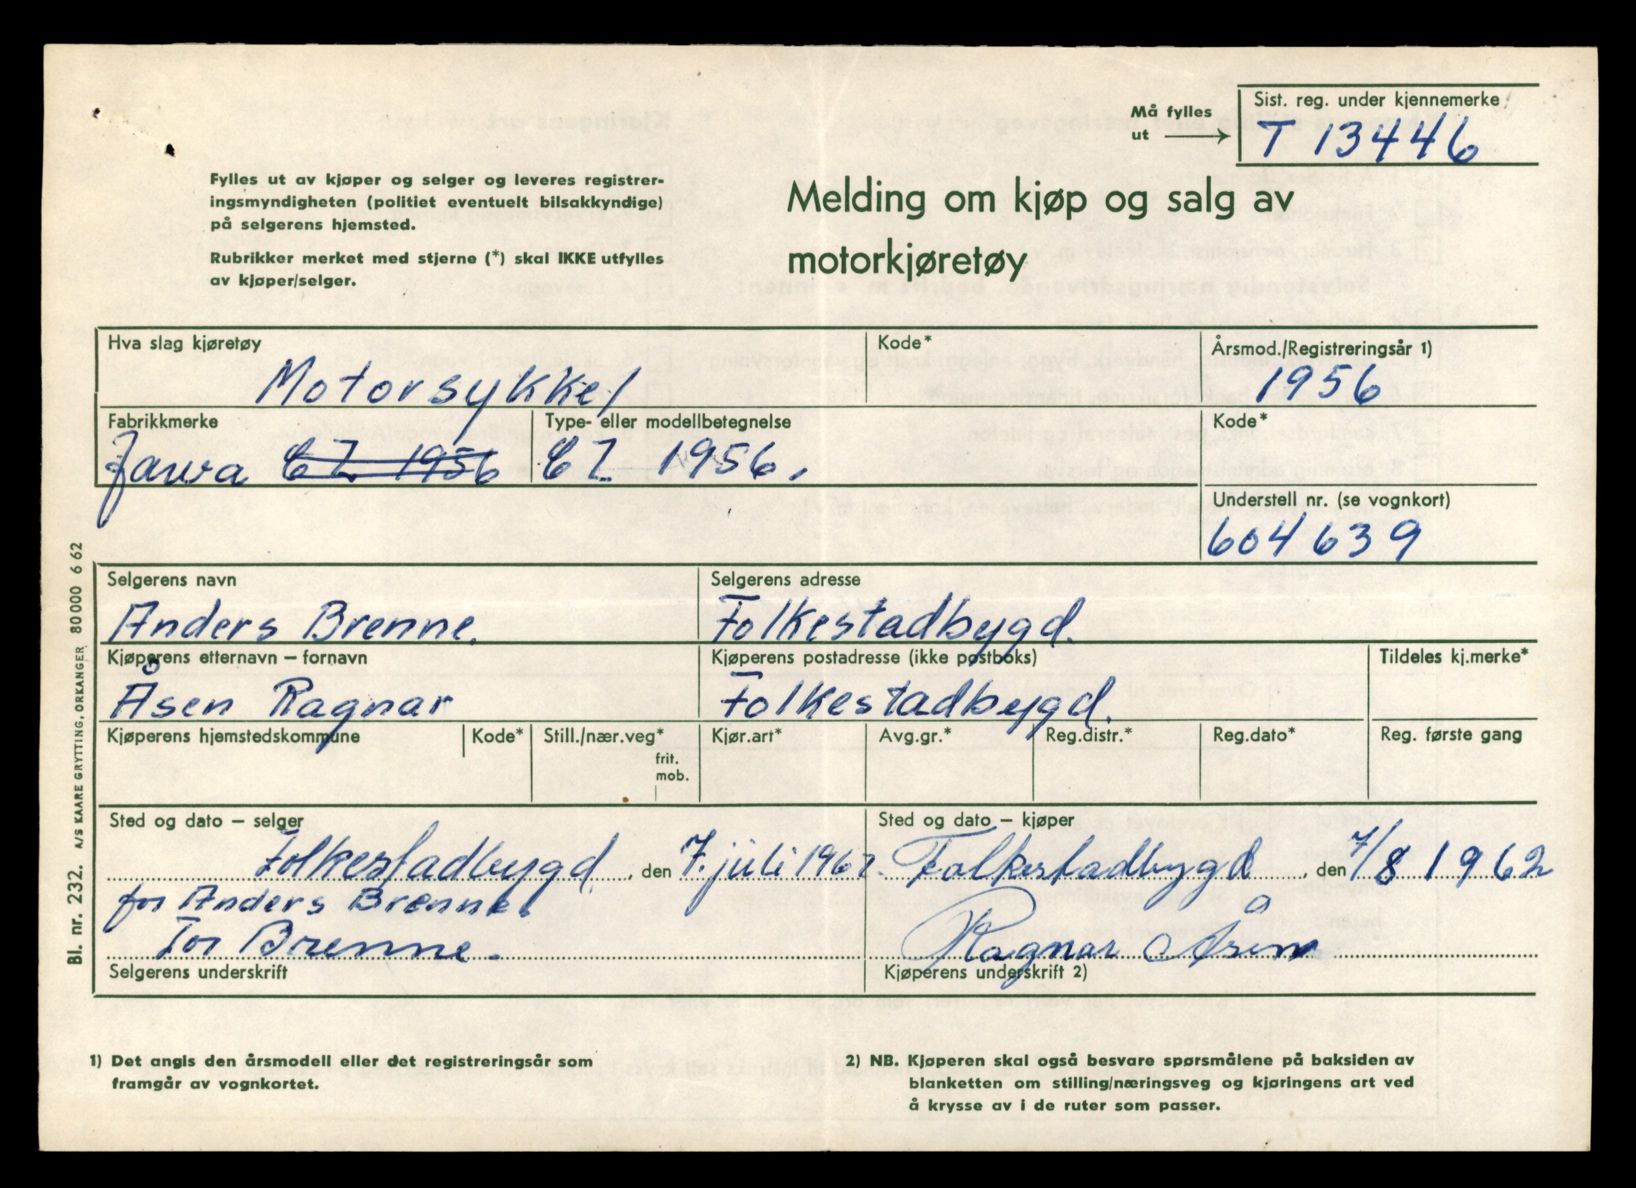 Må fylles
ut
Sist. reg. under kjennemerke
T 13446
Fylles ut av kjøper og selger og leveres registrer-
ingsmyndigheten (politiet eventuelt bilsakkyndige)
på selgerens hjemsted.
Rubrikker merket med stjerne (*) skal IKKE utfylles
av kjøper/selger.
Melding om kjøp og salg av
motorkjøretøy
Hva slag kjøretøy
Motorsykkel
Kode*
Årsmod./Registreringsår 1)
1956
Fabrikkmerke
Jawa CZ 1956
Type- eller modellbetegnelse
CZ 1956.
Kode*
Understell nr. (se vognkort)
604639
Selgerens navn
Anders Brenne.
Selgerens adresse
Folkestadbygd.
Kjøperens etternavn – fornavn
Åsen Ragnar
Kjøperens postadresse (ikke postboks)
Folkestadbygd.
Tildeles kj.merke*
Kjøperens hjemstedskommune
Kode*
Still./nær.veg*
frit.
mob.
Kjør.art*
Avg.gr.*
Reg.distr.*
Reg.dato*
Reg. første gang
Sted og dato – selger
Folkestadbygd. , den 7. juli 1962.
for Anders Brenne.
Tor Brenne.
Selgerens underskrift
Sted og dato – kjøper
Folkestadbygd , den 7/8 1962
Ragnar Åsen
Kjøperens underskrift 2)
1) Det angis den årsmodell eller det registreringsår som
framgår av vognkortet.
2) NB. Kjøperen skal også besvare spørsmålene på baksiden av
blanketten om stilling/næringsveg og kjøringens art ved
å krysse av i de ruter som passer.
Bl. nr. 232. A/S KAARE GRYTTING, ORKANGER 80000 6 62